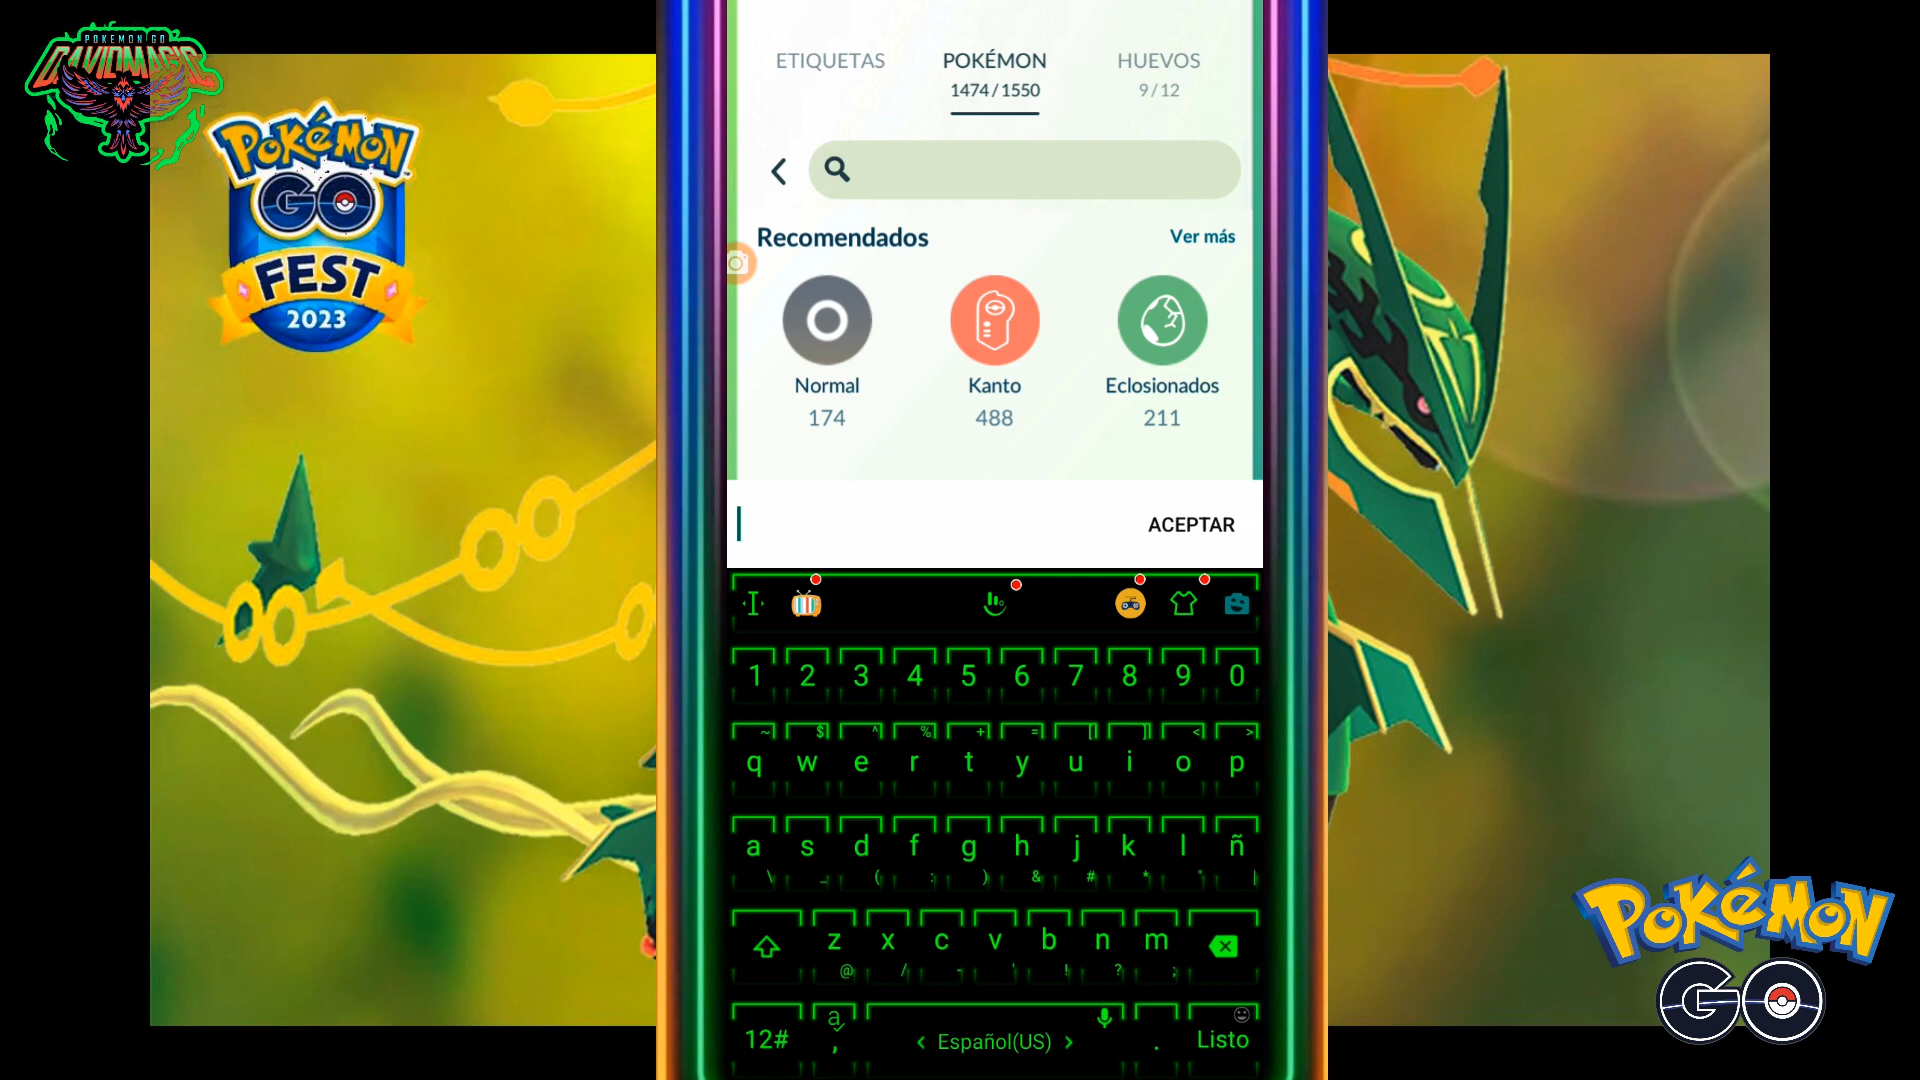 POKEMON GO
DAVIDMAGIC
POKÉMON
GO
FEST
2023
ETIQUETAS
POKÉMON
1474/1550
HUEVOS
9/12
Recomendados
Ver más
Normal
174
Kanto
488
Eclosionados
211
ACEPTAR
1 2 3 4 5 6 7 8 9 0
~ $ ^ % + = [ ] < >
q w e r t y u i o p
a s d f g h j k l ñ
\ _ ( : ) & # * ° |
z x c v b n m
@ / - ' ! ? ;
12# a , < Español(US) > . Listo
POKÉMON
GO